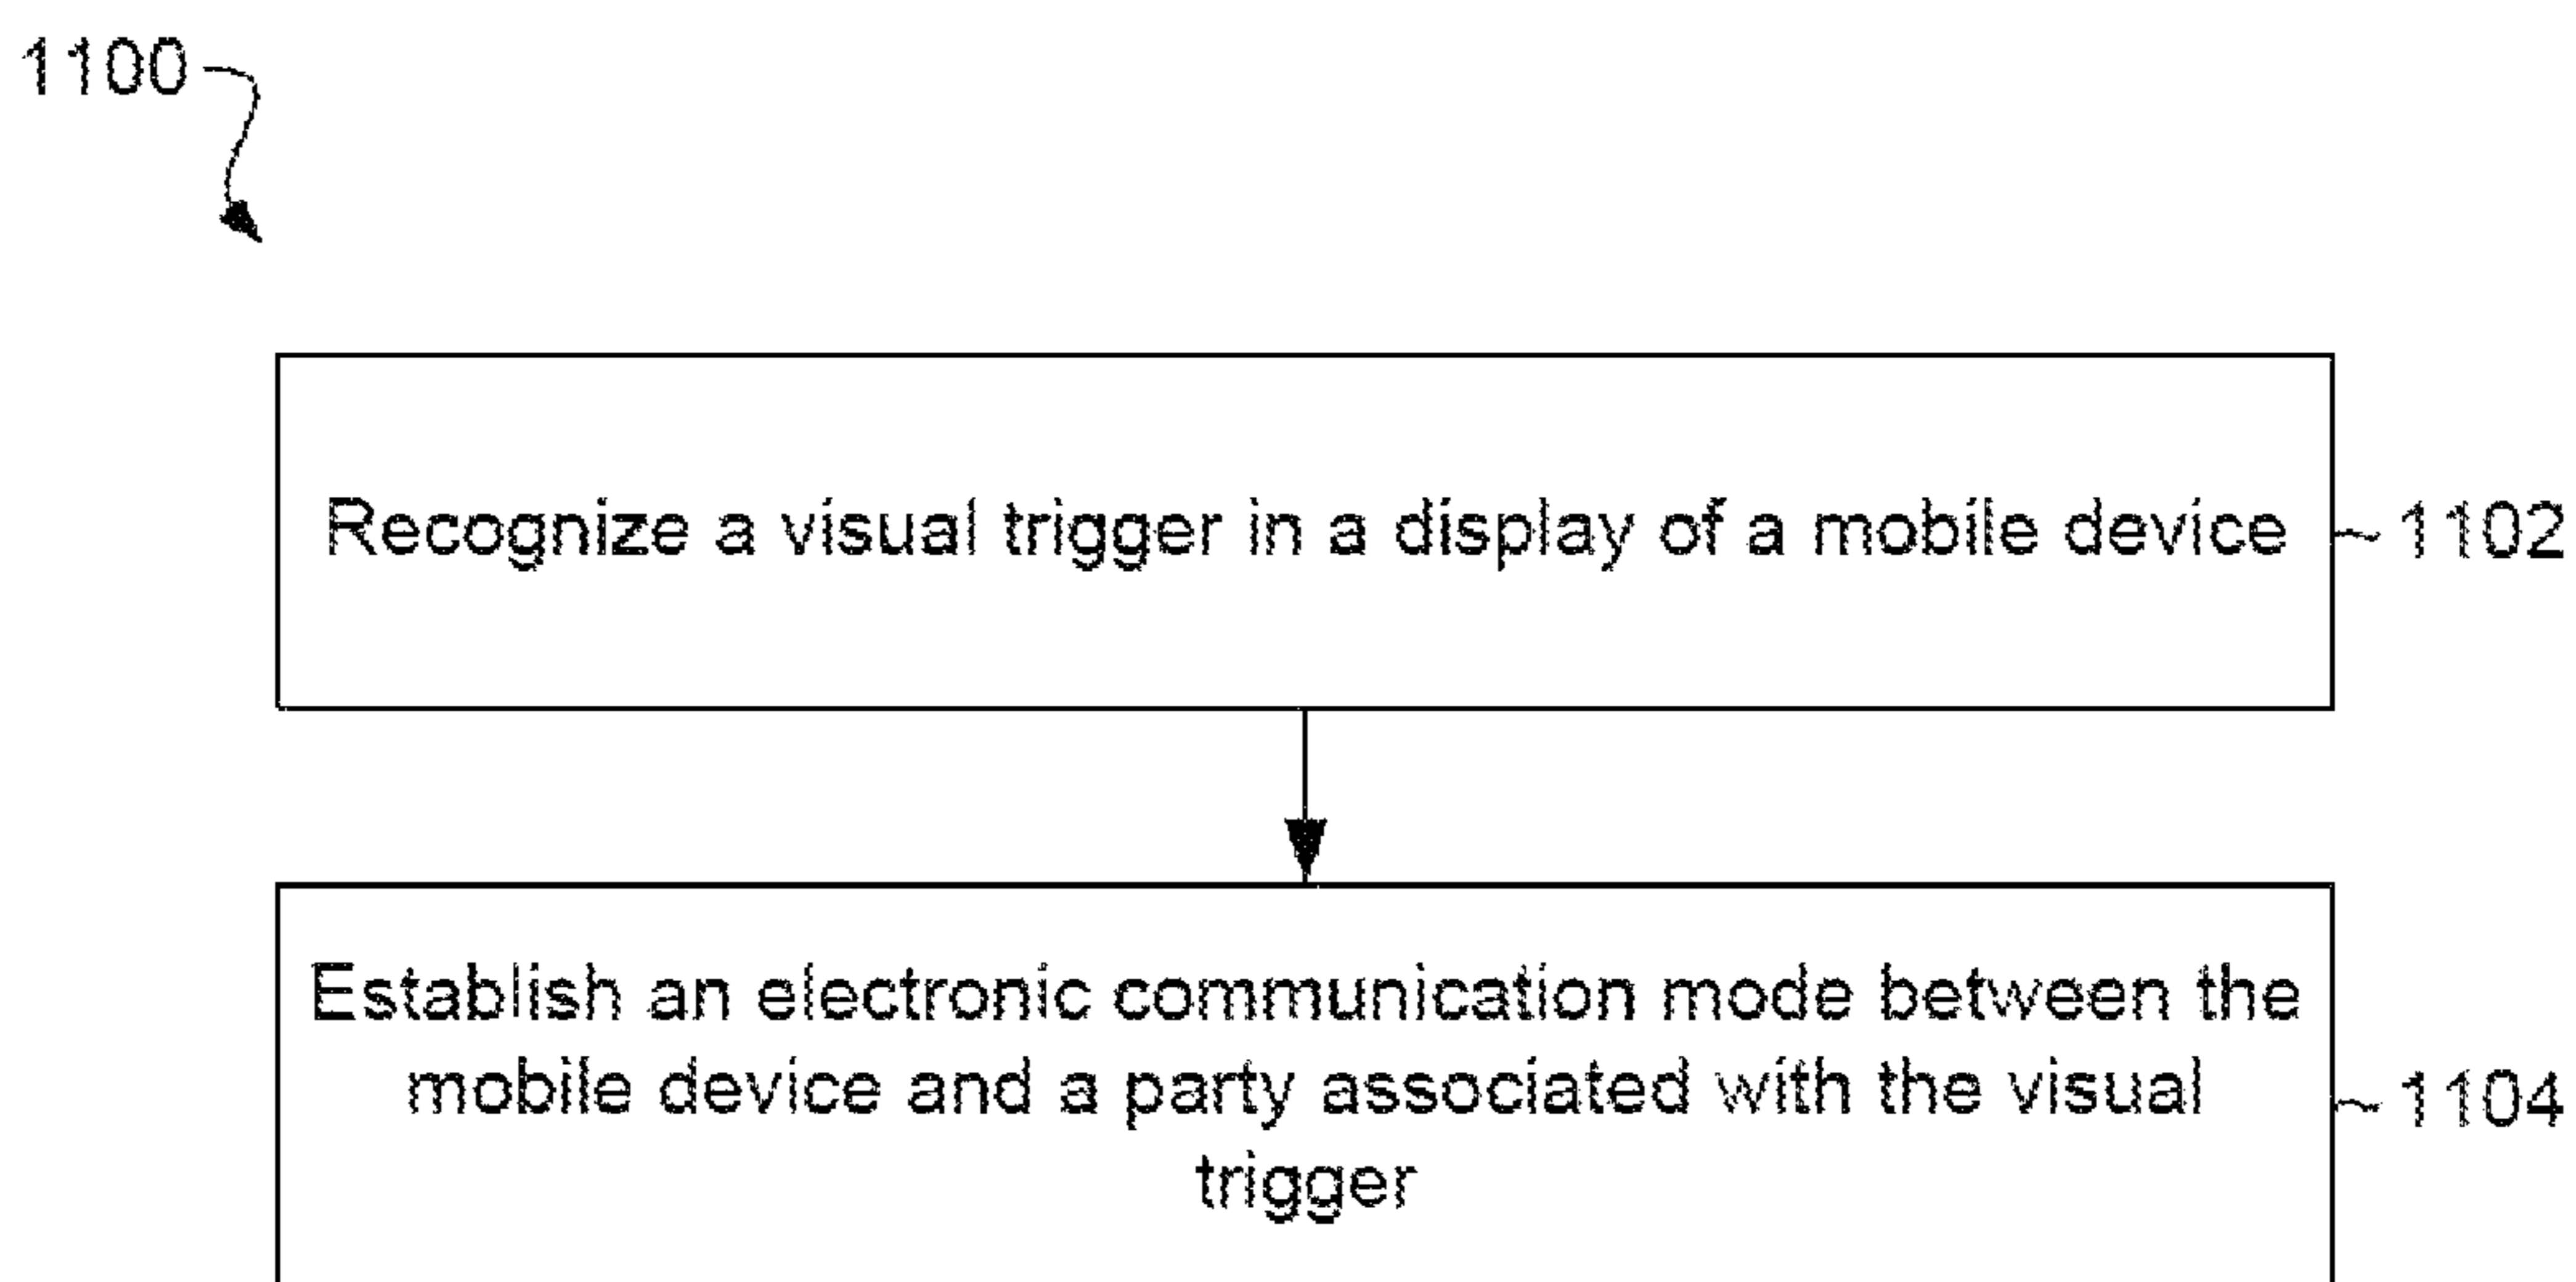 1100
Recognize a visual trigger in a display of a mobile device
1102
Establish an electronic communication mode between the
mobile device and a party associated with the visual
trigger
1104